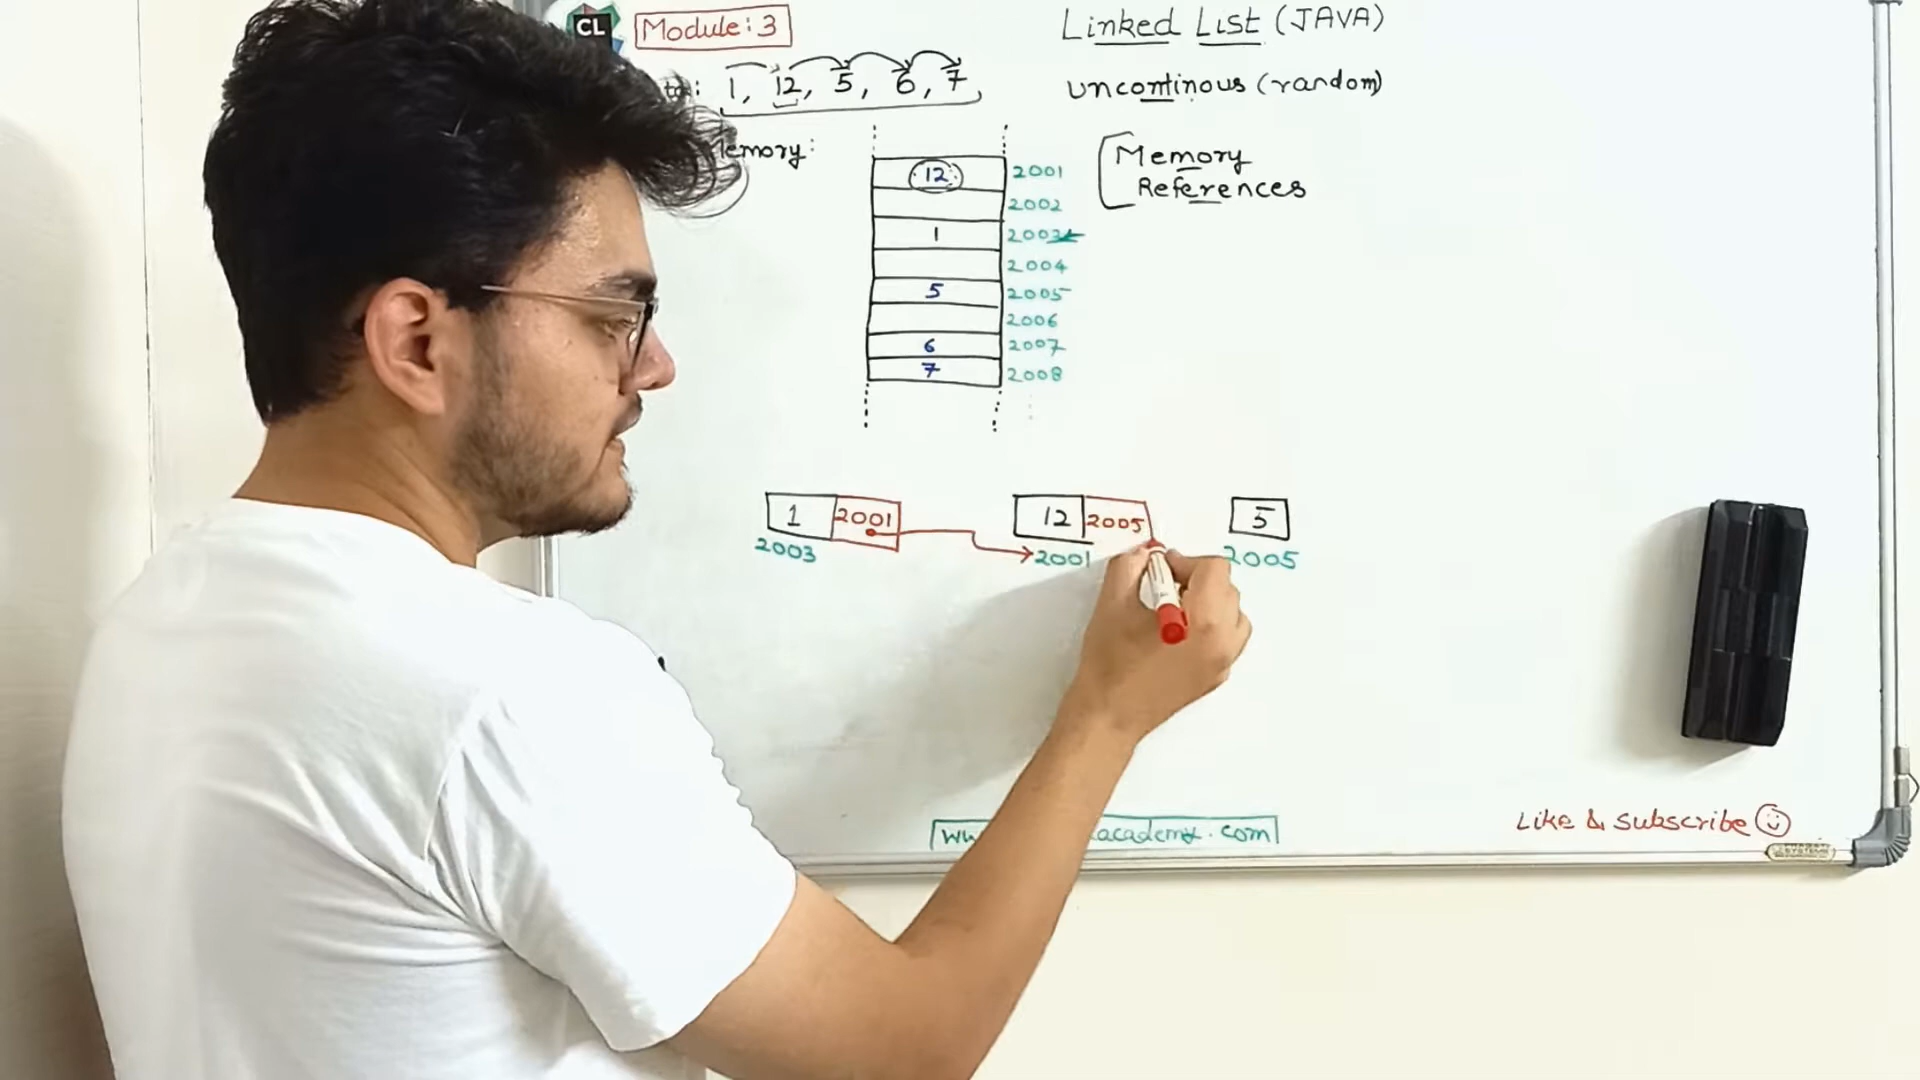 CL
Module: 3
Linked List (JAVA)
: 1, 12, 5, 6, 7
uncontinous (random)
Memory:
12 2001
2002
1 2003
2004
5 2005
2006
6 2007
7 2008
Memory
References
1 2001
2003
12 2005
2001
5
2005
academy.com
Like & Subscribe